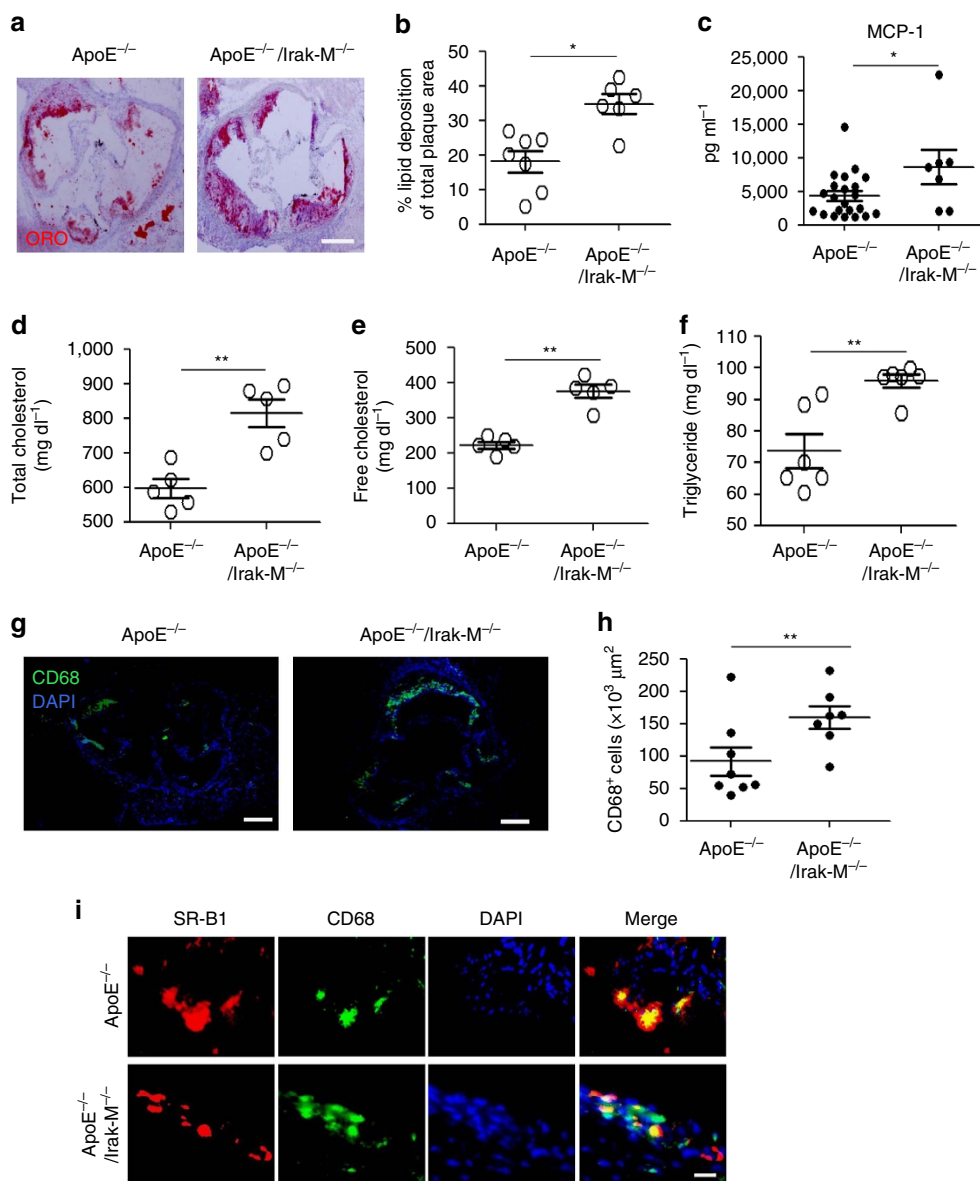 a
ApoE−/−
ApoE−/−/Irak-M−/−
ORO
b
% lipid deposition
of total plaque area
50
40
30
20
10
0
*
ApoE−/−
ApoE−/−
/Irak-M−/−
c
MCP-1
pg ml−1
25,000
20,000
15,000
10,000
5,000
0
*
ApoE−/−
ApoE−/−
/Irak-M−/−
d
Total cholesterol
(mg dl−1)
1,000
900
800
700
600
500
**
ApoE−/−
ApoE−/−
/Irak-M−/−
e
Free cholesterol
(mg dl−1)
400
300
200
100
0
**
ApoE−/−
ApoE−/−
/Irak-M−/−
f
Triglyceride (mg dl−1)
100
90
80
70
60
50
**
ApoE−/−
ApoE−/−
/Irak-M−/−
g
ApoE−/−
ApoE−/−/Irak-M−/−
CD68
DAPI
h
CD68+ cells (×10³ μm²)
250
200
150
100
50
0
**
ApoE−/−
ApoE−/−
/Irak-M−/−
i
SR-B1
CD68
DAPI
Merge
ApoE−/−
ApoE−/−
/Irak-M−/−